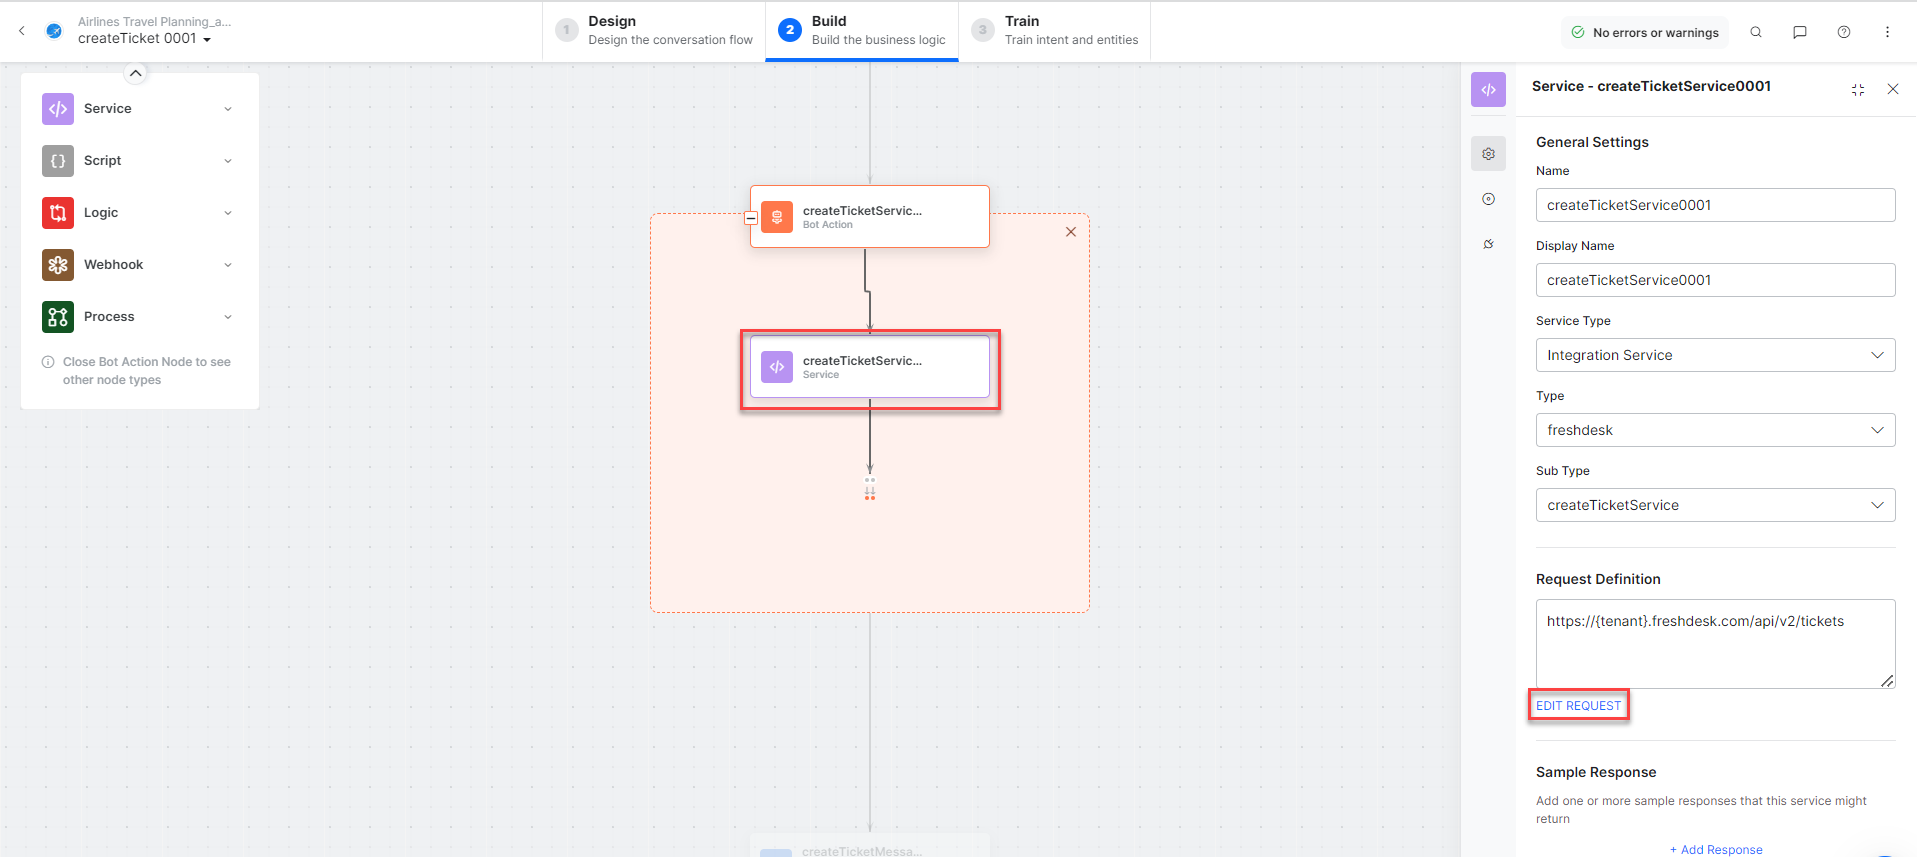 Airlines Travel Planning_a...
createTicket 0001
1
Design
Design the conversation flow
2
Build
Build the business logic
3
Train
Train intent and entities
No errors or warnings
Service
Script
Logic
Webhook
Process
Close Bot Action Node to see
other node types
createTicketServic...
Bot Action
createTicketServic...
Service
createTicketMessa...
Service - createTicketService0001
General Settings
Name
createTicketService0001
Display Name
createTicketService0001
Service Type
Integration Service
Type
freshdesk
Sub Type
createTicketService
Request Definition
https://{tenant}.freshdesk.com/api/v2/tickets
EDIT REQUEST
Sample Response
Add one or more sample responses that this service might
return
+ Add Response